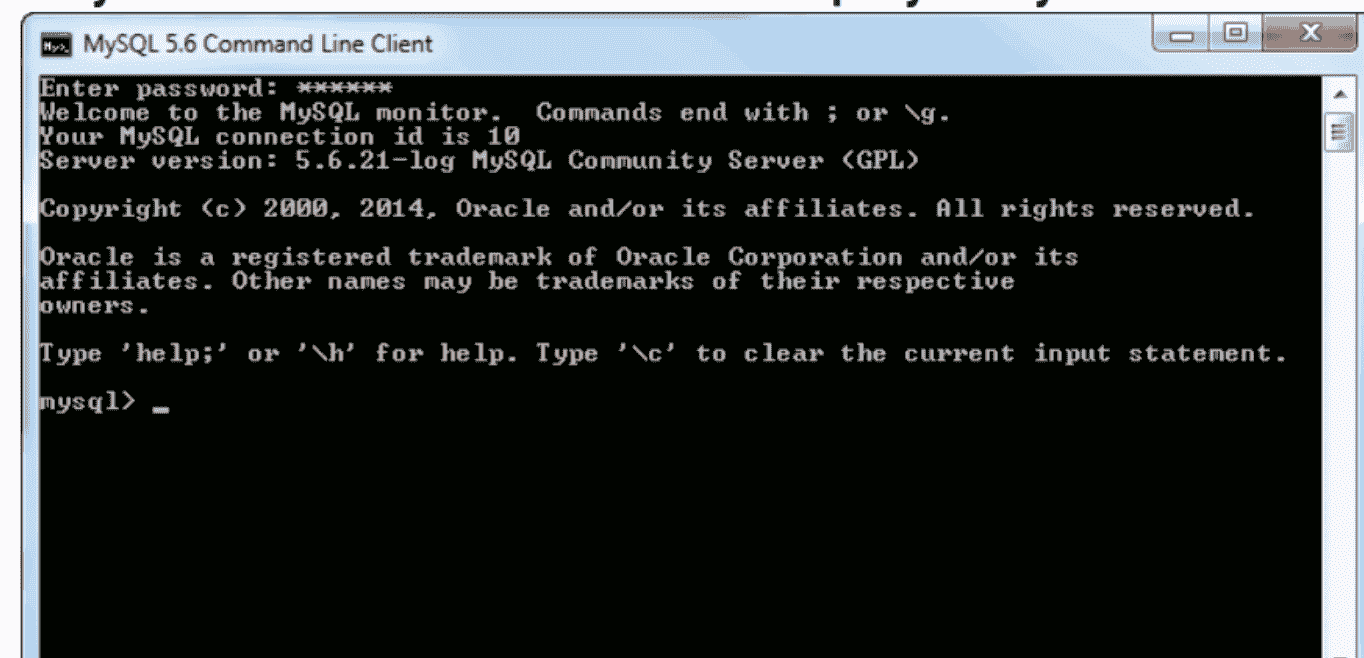 MySQL 5.6 Command Line Client
Enter password: ******
Welcome to the MySQL monitor.  Commands end with ; or \g.
Your MySQL connection id is 10
Server version: 5.6.21-log MySQL Community Server (GPL)
Copyright (c) 2000, 2014, Oracle and/or its affiliates. All rights reserved.
Oracle is a registered trademark of Oracle Corporation and/or its
affiliates. Other names may be trademarks of their respective
owners.
Type 'help;' or '\h' for help. Type '\c' to clear the current input statement.
mysql> _